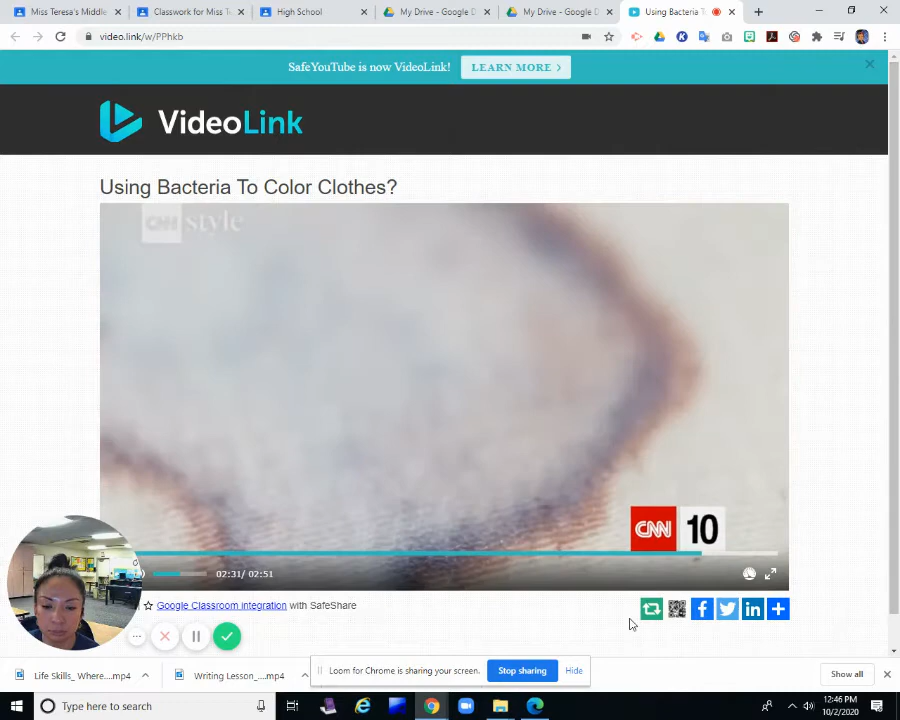 Miss Teresa's Middle
Classwork for Miss Te
High School
My Drive - Google D
My Drive - Google D
Using Bacteria T
video.link/w/PPhkb
SafeYouTube is now VideoLink!
LEARN MORE >
VideoLink
Using Bacteria To Color Clothes?
CNN style
CNN 10
02:31/ 02:51
Google Classroom integration with SafeShare
Life Skills_ Where....mp4
Writing Lesson_....mp4
Loom for Chrome is sharing your screen.
Stop sharing
Hide
Show all
Type here to search
12:46 PM
10/2/2020